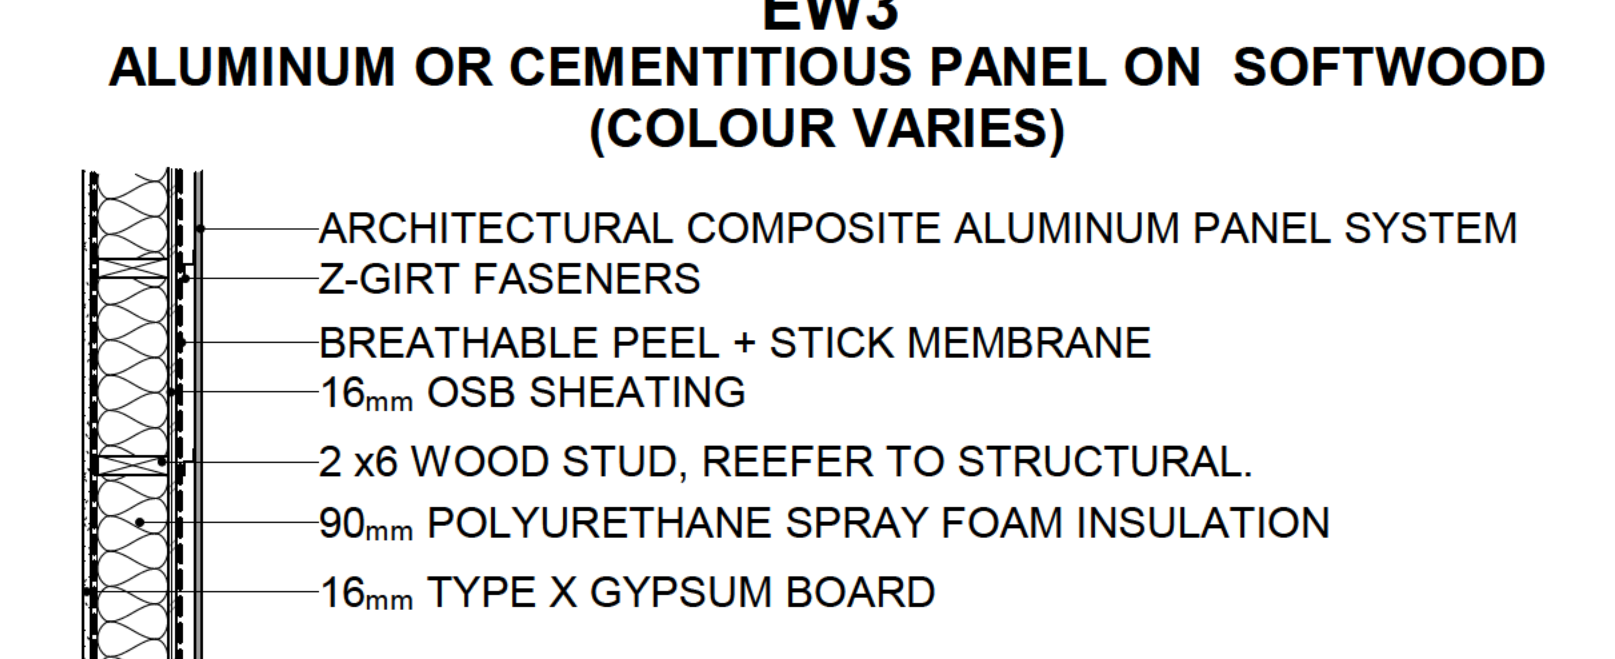 EW3
ALUMINUM OR CEMENTITIOUS PANEL ON SOFTWOOD
(COLOUR VARIES)
ARCHITECTURAL COMPOSITE ALUMINUM PANEL SYSTEM
Z-GIRT FASENERS
BREATHABLE PEEL + STICK MEMBRANE
16mm OSB SHEATING
2 x6 WOOD STUD, REEFER TO STRUCTURAL.
90mm POLYURETHANE SPRAY FOAM INSULATION
16mm TYPE X GYPSUM BOARD